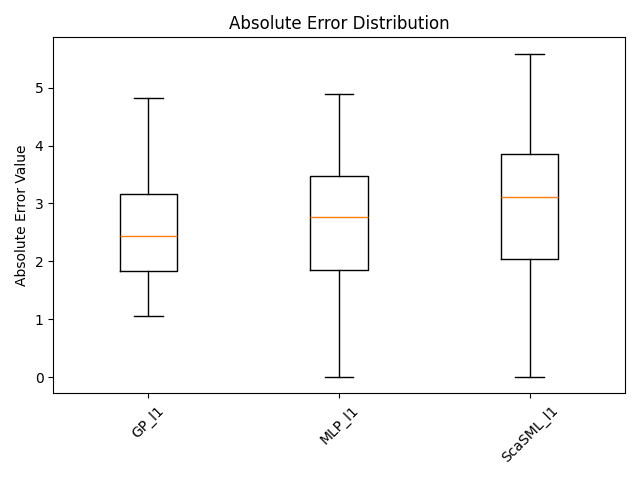 Absolute Error Distribution
Absolute Error Value
5
4
3
2
1
0
GP_l1
MLP_l1
ScaSML_l1